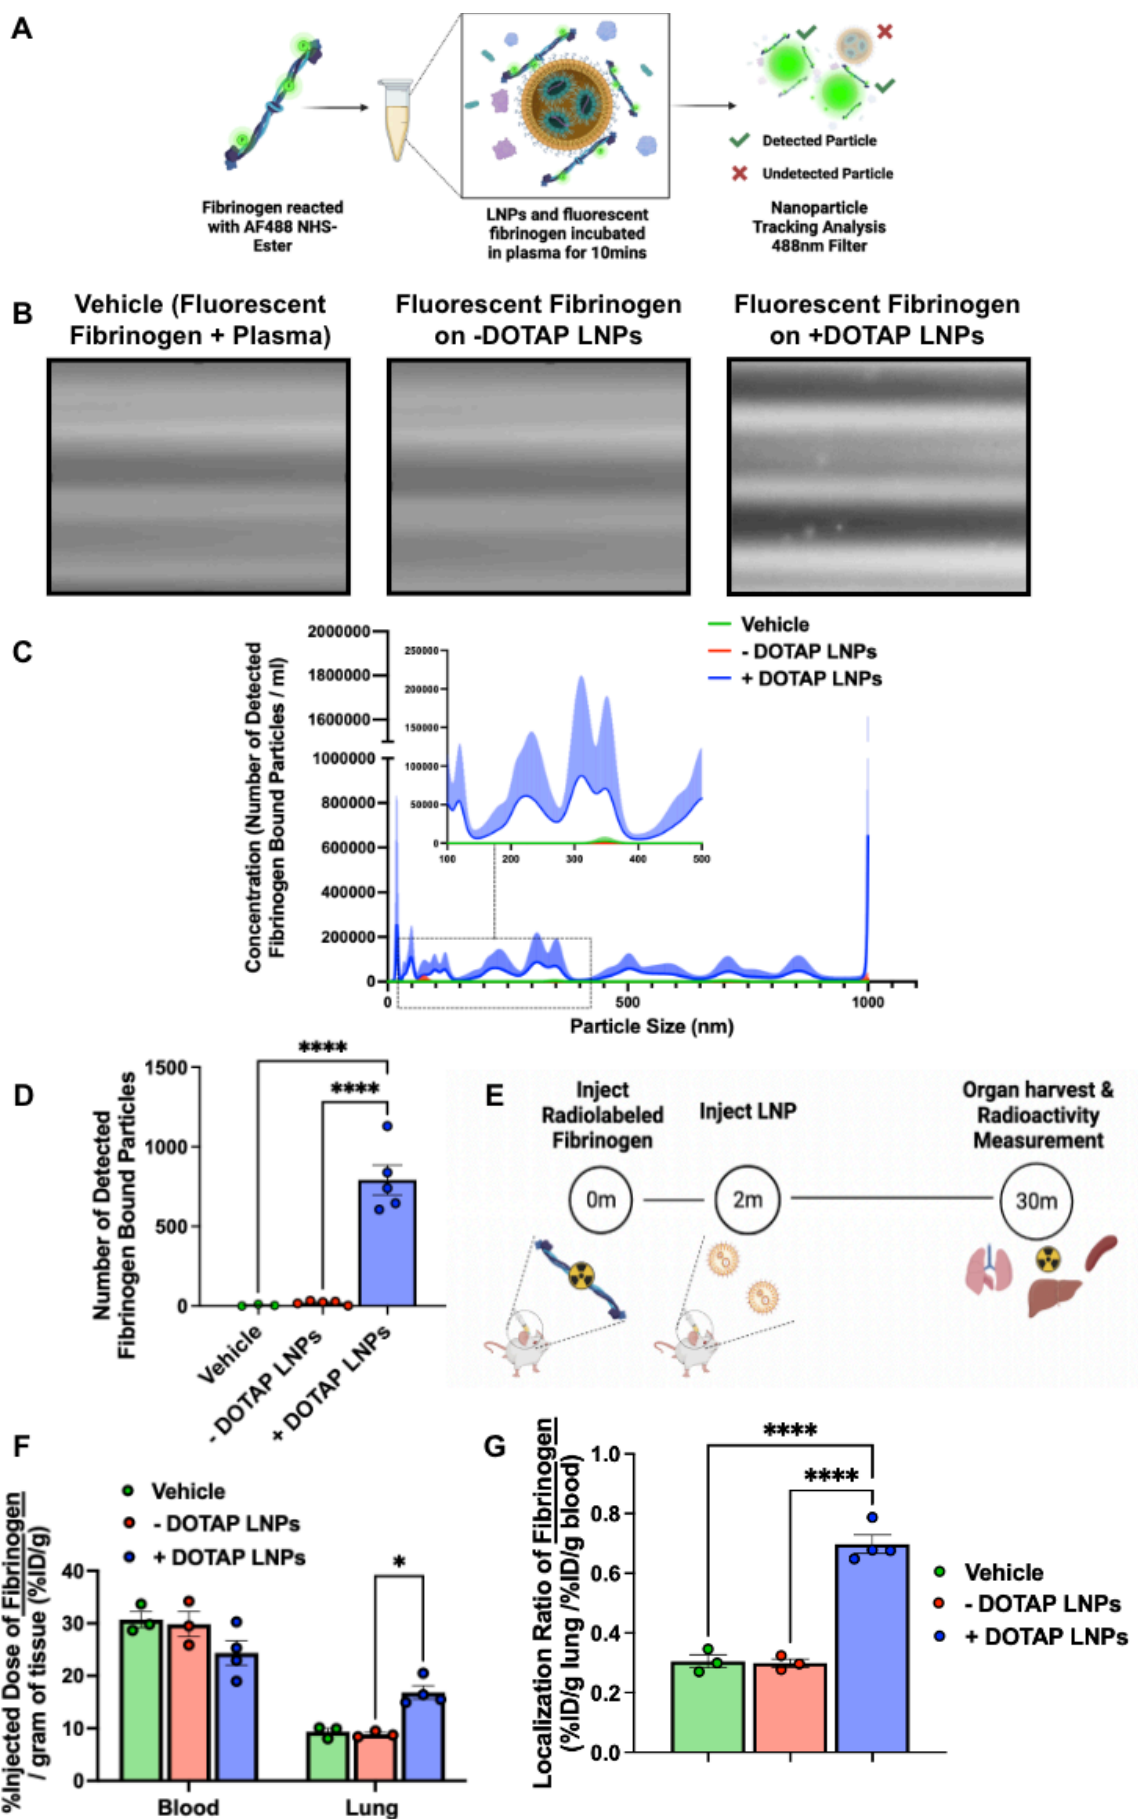 A
Fibrinogen reacted
with AF488 NHS-
Ester
LNPs and fluorescent
fibrinogen incubated
in plasma for 10mins
Detected Particle
Undetected Particle
Nanoparticle
Tracking Analysis
488nm Filter
B
Vehicle (Fluorescent
Fibrinogen + Plasma)
Fluorescent Fibrinogen
on -DOTAP LNPs
Fluorescent Fibrinogen
on +DOTAP LNPs
C
Concentration (Number of Detected
Fibrinogen Bound Particles / ml)
2000000
1800000
1600000
1000000
800000
600000
400000
200000
0
250000
200000
150000
100000
50000
0
100
200
300
400
500
Vehicle
- DOTAP LNPs
+ DOTAP LNPs
0
500
1000
Particle Size (nm)
D
Number of Detected
Fibrinogen Bound Particles
1500
1000
500
0
****
****
Vehicle
- DOTAP LNPs
+ DOTAP LNPs
E
Inject
Radiolabeled
Fibrinogen
Inject LNP
Organ harvest &
Radioactivity
Measurement
0m
2m
30m
F
%Injected Dose of Fibrinogen
/ gram of tissue (%ID/g)
Vehicle
- DOTAP LNPs
+ DOTAP LNPs
40
30
20
10
0
*
Blood
Lung
G
Localization Ratio of Fibrinogen
(%ID/g lung /%ID/g blood)
1.0
0.8
0.6
0.4
0.2
0.0
****
****
Vehicle
- DOTAP LNPs
+ DOTAP LNPs